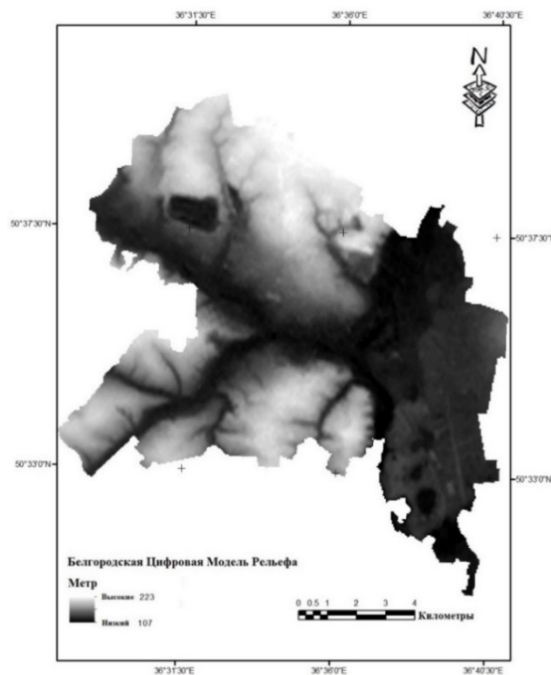 36°31'30"E 36°36'0"E 36°40'30"E
N
50°37'30"N 50°37'30"N
50°33'0"N 50°33'0"N
Белгородская Цифровая Модель Рельефа
Метр
Высокие 223
Низкий 107
0 0.5 1 2 3 4
Километры
36°31'30"E 36°36'0"E 36°40'30"E